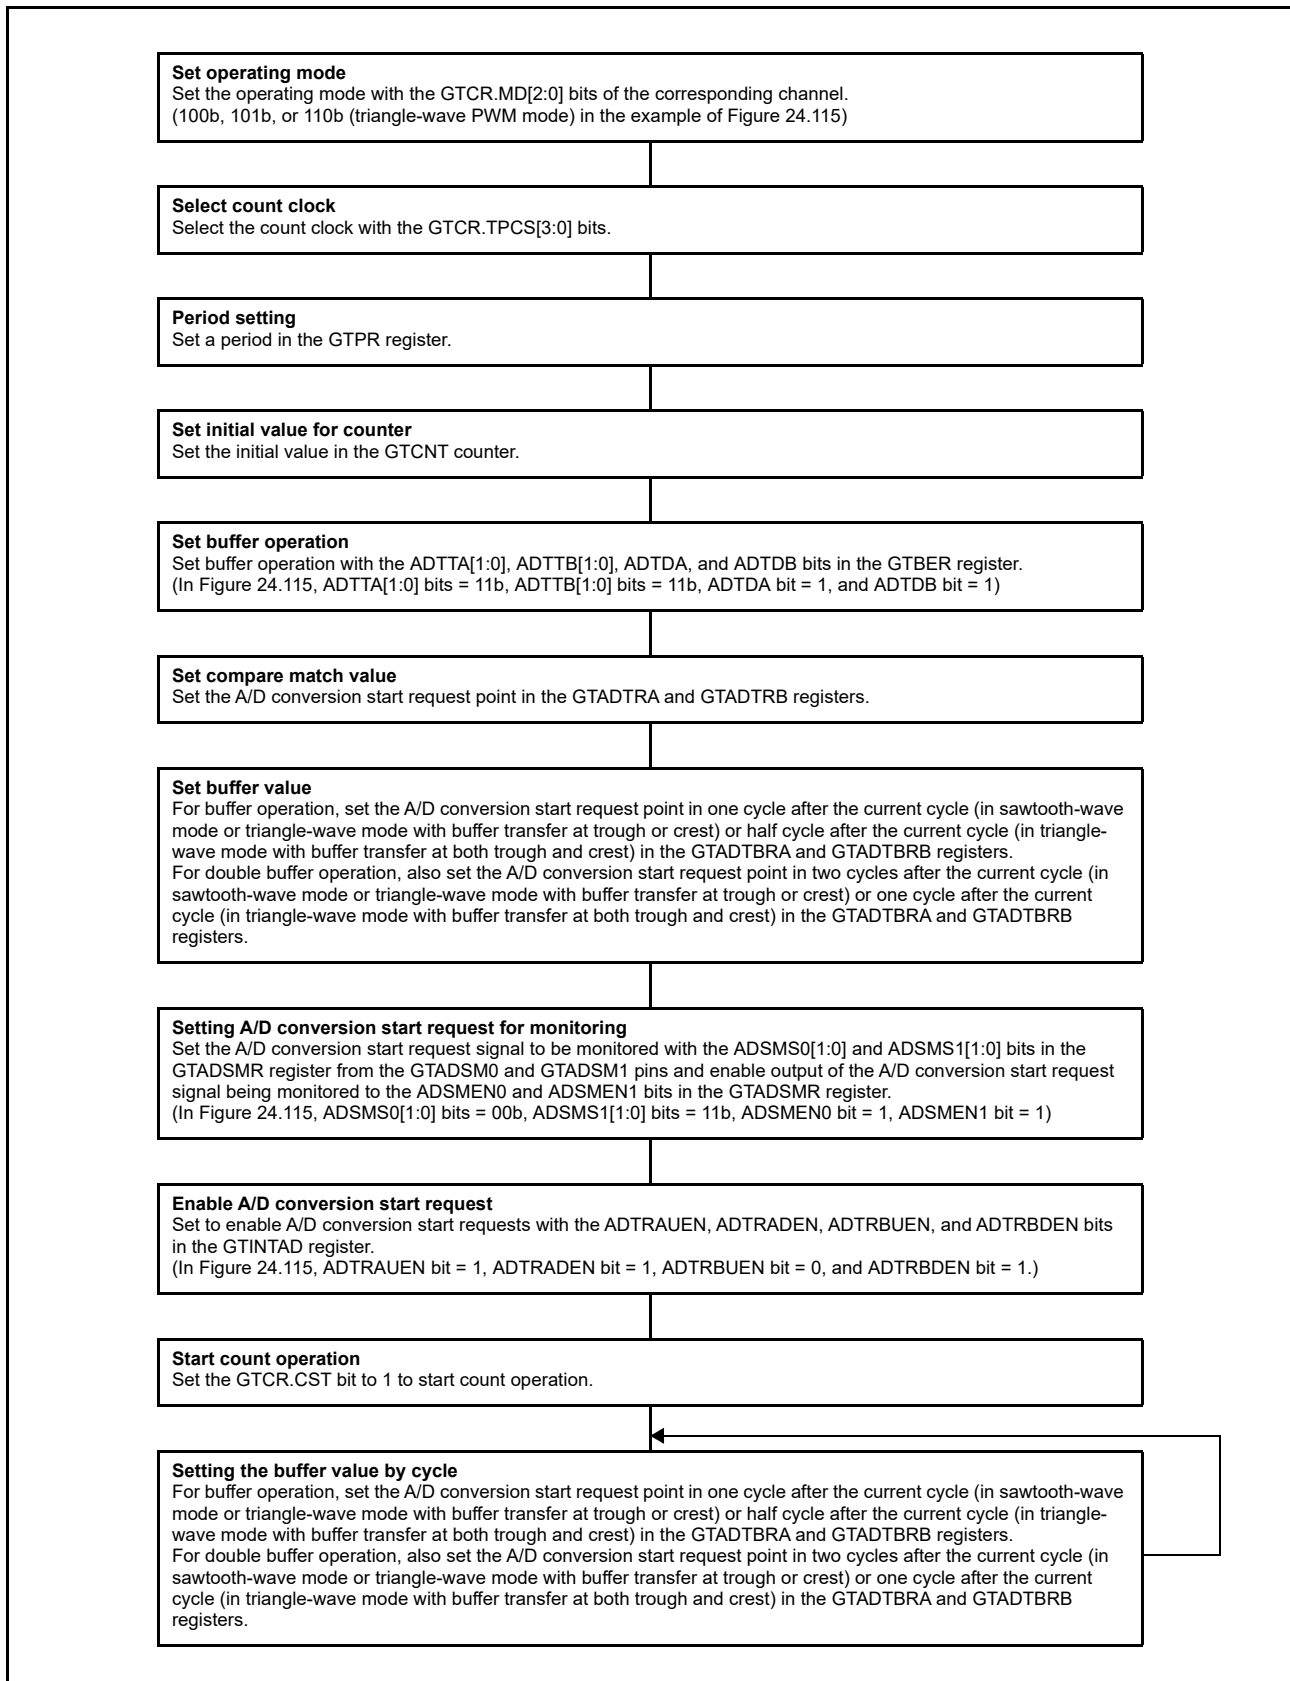 Set operating mode
Set the operating mode with the GTCR.MD[2:0] bits of the corresponding channel.
(100b, 101b, or 110b (triangle-wave PWM mode) in the example of Figure 24.115)
Select count clock
Select the count clock with the GTCR.TPCS[3:0] bits.
Period setting
Set a period in the GTPR register.
Set initial value for counter
Set the initial value in the GTCNT counter.
Set buffer operation
Set buffer operation with the ADTTA[1:0], ADTTB[1:0], ADTDA, and ADTDB bits in the GTBER register.
(In Figure 24.115, ADTTA[1:0] bits = 11b, ADTTB[1:0] bits = 11b, ADTDA bit = 1, and ADTDB bit = 1)
Set compare match value
Set the A/D conversion start request point in the GTADTRA and GTADTRB registers.
Set buffer value
For buffer operation, set the A/D conversion start request point in one cycle after the current cycle (in sawtooth-wave
mode or triangle-wave mode with buffer transfer at trough or crest) or half cycle after the current cycle (in triangle-
wave mode with buffer transfer at both trough and crest) in the GTADTBRA and GTADTBRB registers.
For double buffer operation, also set the A/D conversion start request point in two cycles after the current cycle (in
sawtooth-wave mode or triangle-wave mode with buffer transfer at trough or crest) or one cycle after the current
cycle (in triangle-wave mode with buffer transfer at both trough and crest) in the GTADTBRA and GTADTBRB
registers.
Setting A/D conversion start request for monitoring
Set the A/D conversion start request signal to be monitored with the ADSMS0[1:0] and ADSMS1[1:0] bits in the
GTADSMR register from the GTADSM0 and GTADSM1 pins and enable output of the A/D conversion start request
signal being monitored to the ADSMEN0 and ADSMEN1 bits in the GTADSMR register.
(In Figure 24.115, ADSMS0[1:0] bits = 00b, ADSMS1[1:0] bits = 11b, ADSMEN0 bit = 1, ADSMEN1 bit = 1)
Enable A/D conversion start request
Set to enable A/D conversion start requests with the ADTRAUEN, ADTRADEN, ADTRBUEN, and ADTRBDEN bits
in the GTINTAD register.
(In Figure 24.115, ADTRAUEN bit = 1, ADTRADEN bit = 1, ADTRBUEN bit = 0, and ADTRBDEN bit = 1.)
Start count operation
Set the GTCR.CST bit to 1 to start count operation.
Setting the buffer value by cycle
For buffer operation, set the A/D conversion start request point in one cycle after the current cycle (in sawtooth-wave
mode or triangle-wave mode with buffer transfer at trough or crest) or half cycle after the current cycle (in triangle-
wave mode with buffer transfer at both trough and crest) in the GTADTBRA and GTADTBRB registers.
For double buffer operation, also set the A/D conversion start request point in two cycles after the current cycle (in
sawtooth-wave mode or triangle-wave mode with buffer transfer at trough or crest) or one cycle after the current
cycle (in triangle-wave mode with buffer transfer at both trough and crest) in the GTADTBRA and GTADTBRB
registers.